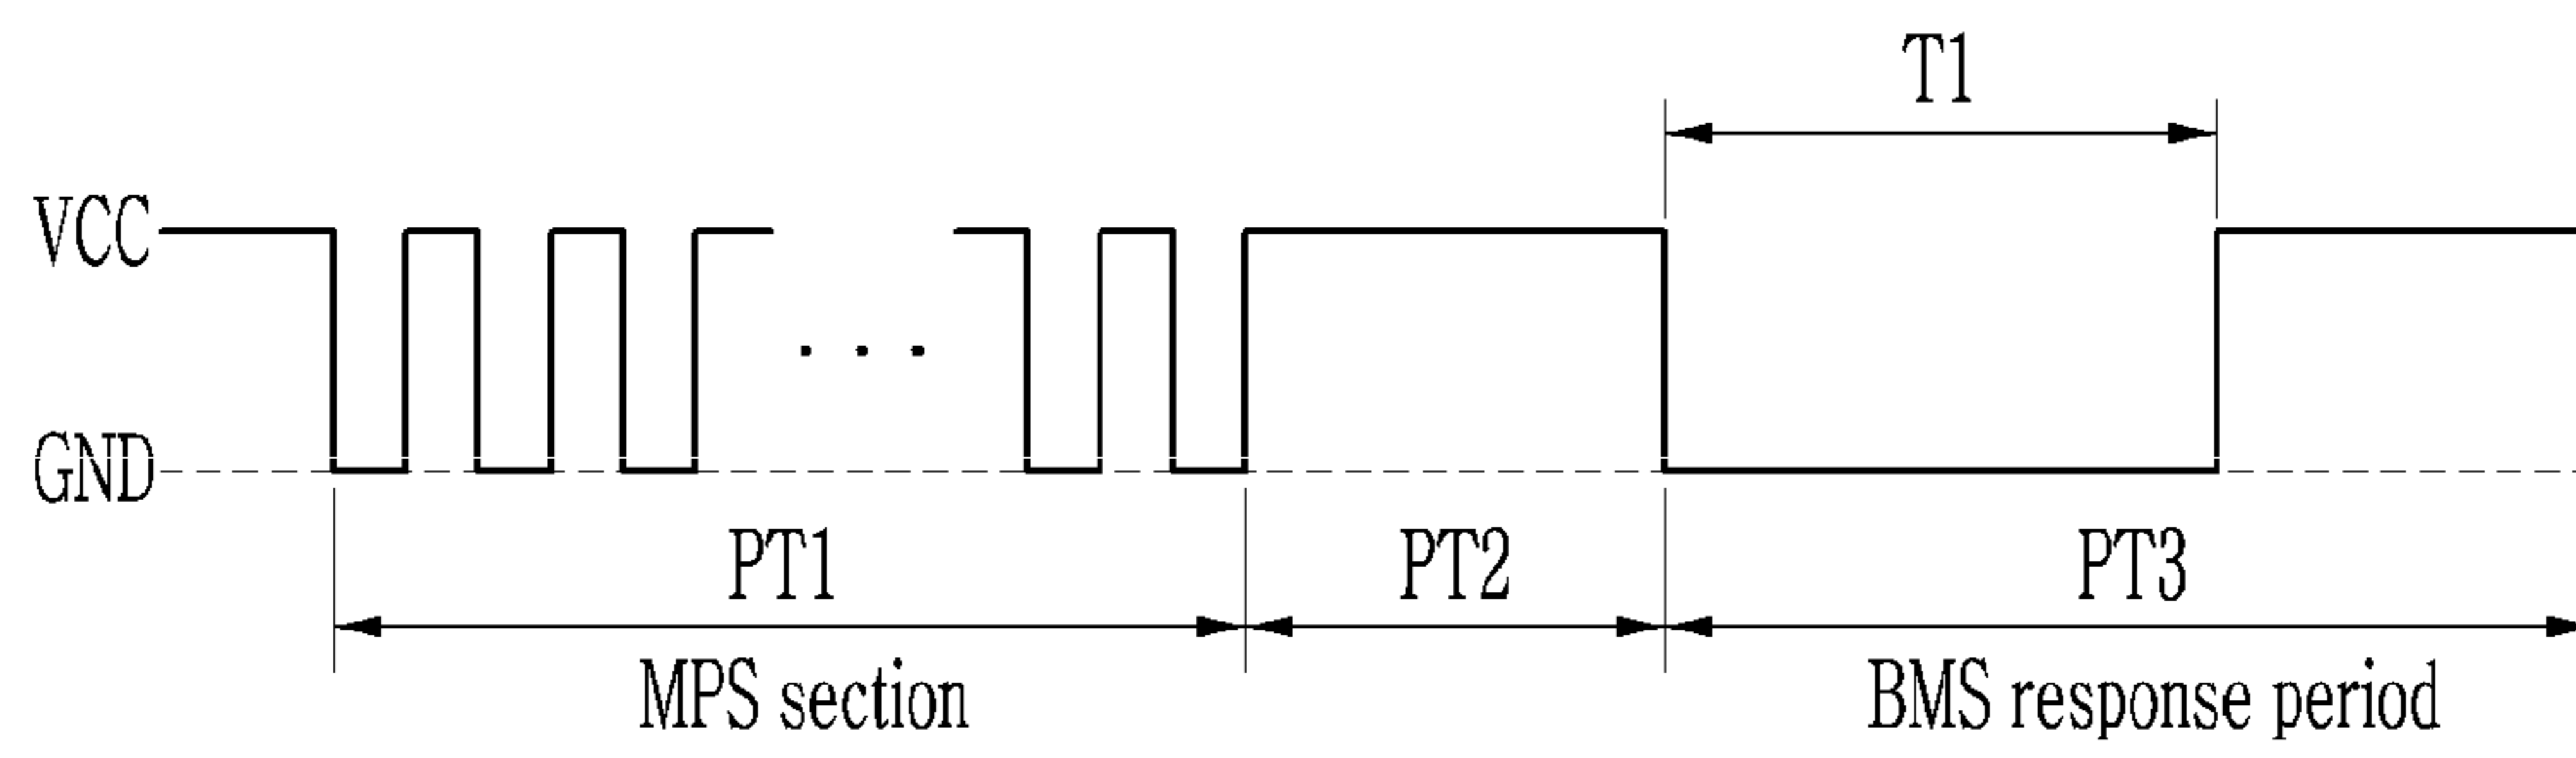 T1
VCC
GND
PT1 PT2 PT3
MPS section BMS response period